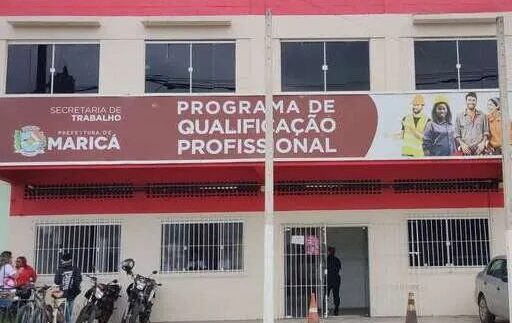 SECRETARIA DE
TRABALHO
PREFEITURA DE
MARICÁ
PROGRAMA DE
QUALIFICAÇÃO
PROFISSIONAL